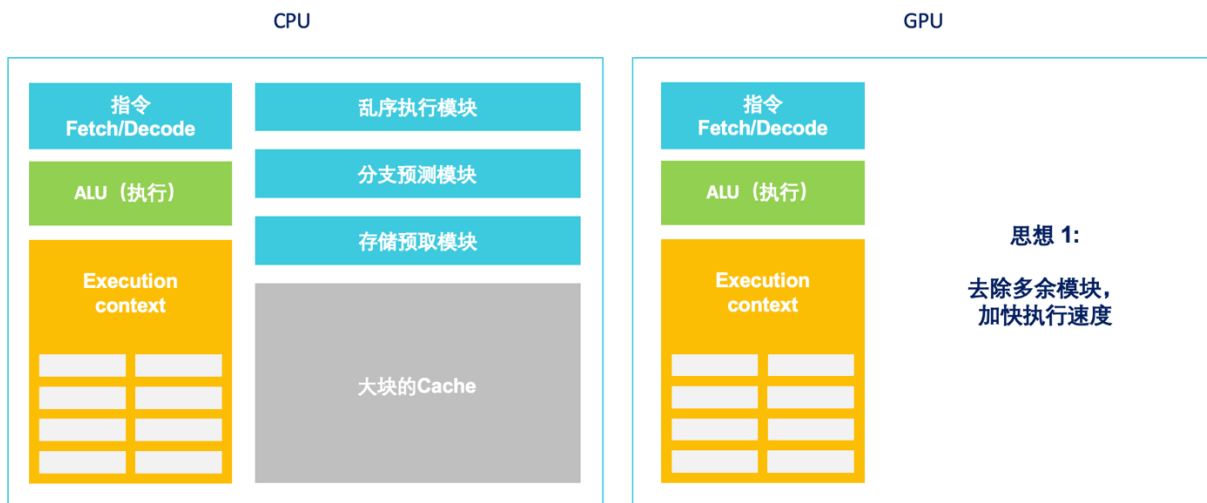 CPU
指令
Fetch/Decode
ALU（执行）
Execution
context
乱序执行模块
分支预测模块
存储预取模块
大块的Cache
GPU
指令
Fetch/Decode
ALU（执行）
Execution
context
思想 1:
去除多余模块，
加快执行速度